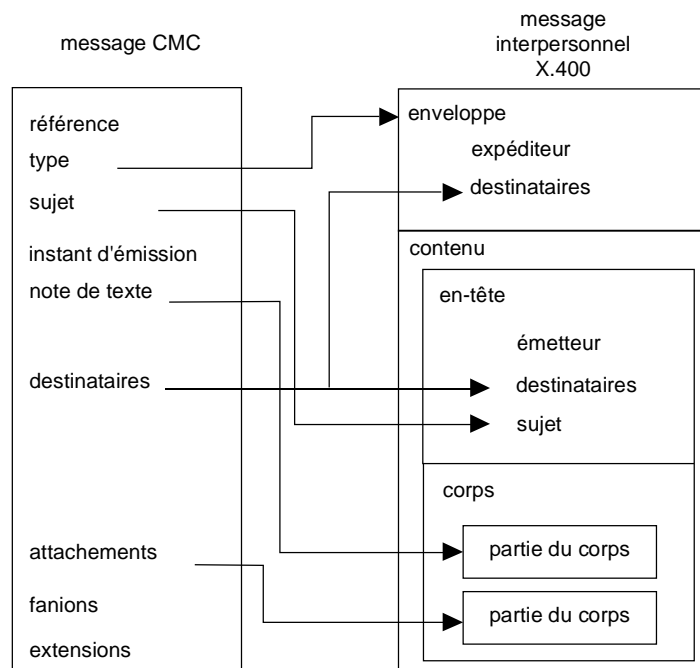 message CMC
message
interpersonnel
X.400
référence
type
sujet
instant d'émission
note de texte
destinataires
attachements
fanions
extensions
enveloppe
expéditeur
destinataires
contenu
en-tête
émetteur
destinataires
sujet
corps
partie du corps
partie du corps